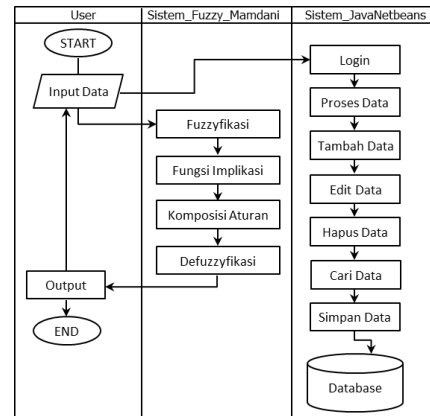 User
Sistem_Fuzzy_Mamdani
Sistem_JavaNetbeans
START
Input Data
Fuzzyfikasi
Fungsi Implikasi
Komposisi Aturan
Defuzzyfikasi
Output
END
Login
Proses Data
Tambah Data
Edit Data
Hapus Data
Cari Data
Simpan Data
Database